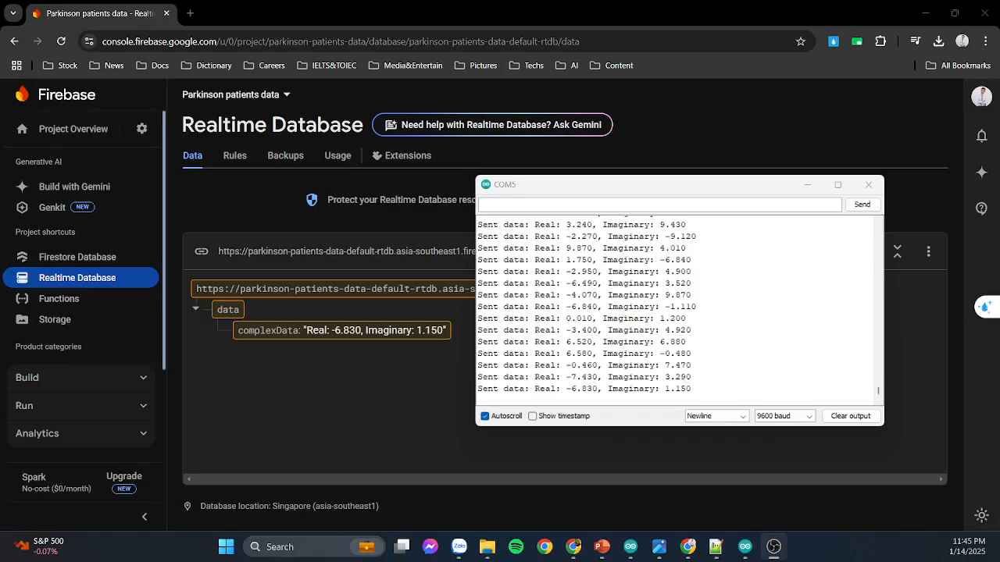 Parkinson patients data - Realti
console.firebase.google.com/u/0/project/parkinson-patients-data/database/parkinson-patients-data-default-rtdb/data
Stock
News
Docs
Dictionary
Careers
IELTS&TOIEC
Media&Entertain
Pictures
Techs
AI
Content
All Bookmarks
Firebase
Project Overview
Generative AI
Build with Gemini
Genkit
NEW
Project shortcuts
Firestore Database
Realtime Database
Functions
Storage
Product categories
Build
Run
Analytics
Spark
No-cost ($0/month)
Upgrade
NEW
Parkinson patients data
Realtime Database
Need help with Realtime Database? Ask Gemini
Data
Rules
Backups
Usage
Extensions
Protect your Realtime Database
https://parkinson-patients-data-default-rtdb.asia-southeast1.fire
https://parkinson-patients-data-default-rtdb.asia-s
data
complexData: "Real: -6.830, Imaginary: 1.150"
Database location: Singapore (asia-southeast1)
COM5
Send
Sent data: Real: 3.240, Imaginary: 9.430
Sent data: Real: -2.270, Imaginary: -9.120
Sent data: Real: 9.870, Imaginary: 4.010
Sent data: Real: 1.750, Imaginary: -6.840
Sent data: Real: -2.950, Imaginary: 4.900
Sent data: Real: -6.490, Imaginary: 3.520
Sent data: Real: -4.070, Imaginary: 9.870
Sent data: Real: -6.840, Imaginary: -1.110
Sent data: Real: 0.010, Imaginary: 1.200
Sent data: Real: -3.400, Imaginary: 4.920
Sent data: Real: 6.520, Imaginary: 6.880
Sent data: Real: 6.580, Imaginary: -0.480
Sent data: Real: -0.460, Imaginary: 7.470
Sent data: Real: -7.430, Imaginary: 3.290
Sent data: Real: -6.830, Imaginary: 1.150
Autoscroll
Show timestamp
Newline
9600 baud
Clear output
S&P 500
-0.07%
Search
Zalo
11:45 PM
1/14/2025